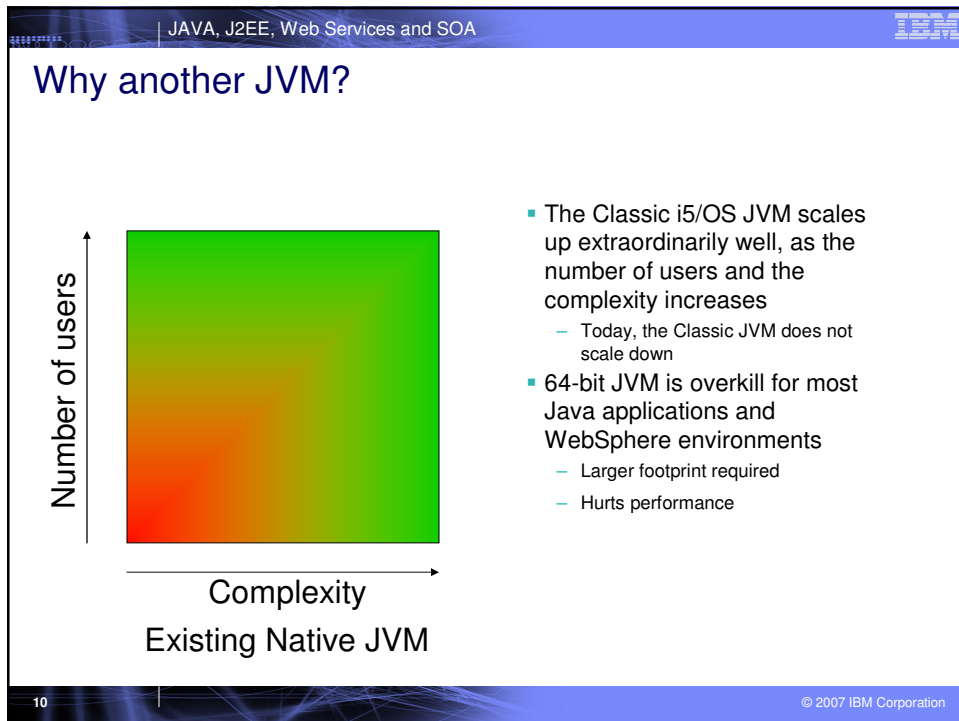 JAVA, J2EE, Web Services and SOA
IBM
Why another JVM?
Number of users
Complexity
Existing Native JVM
▪ The Classic i5/OS JVM scales
up extraordinarily well, as the
number of users and the
complexity increases
– Today, the Classic JVM does not
scale down
▪ 64-bit JVM is overkill for most
Java applications and
WebSphere environments
– Larger footprint required
– Hurts performance
10
© 2007 IBM Corporation